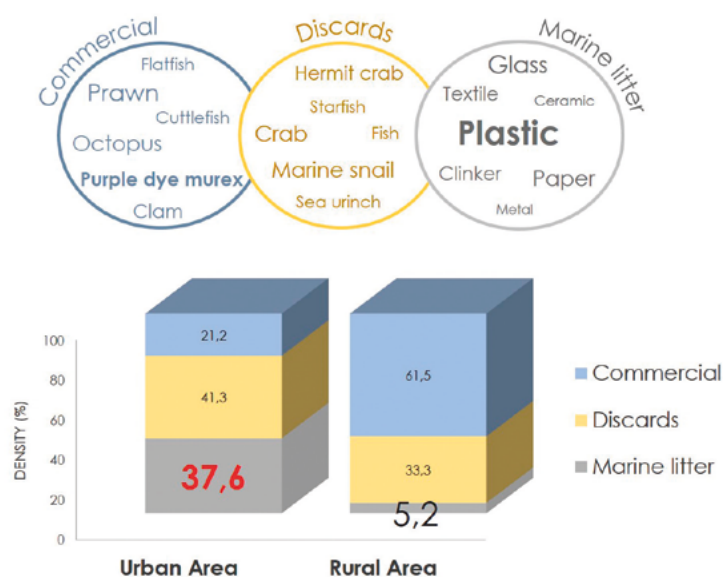 Commercial
Flatfish
Prawn
Cuttlefish
Octopus
Purple dye murex
Clam
Discards
Hermit crab
Starfish
Crab
Fish
Marine snail
Sea urinch
Marine litter
Glass
Textile
Ceramic
Plastic
Clinker
Paper
Metal
DENSITY (%)
100
80
60
40
20
0
21,2
41,3
37,6
61,5
33,3
5,2
Urban Area
Rural Area
Commercial
Discards
Marine litter